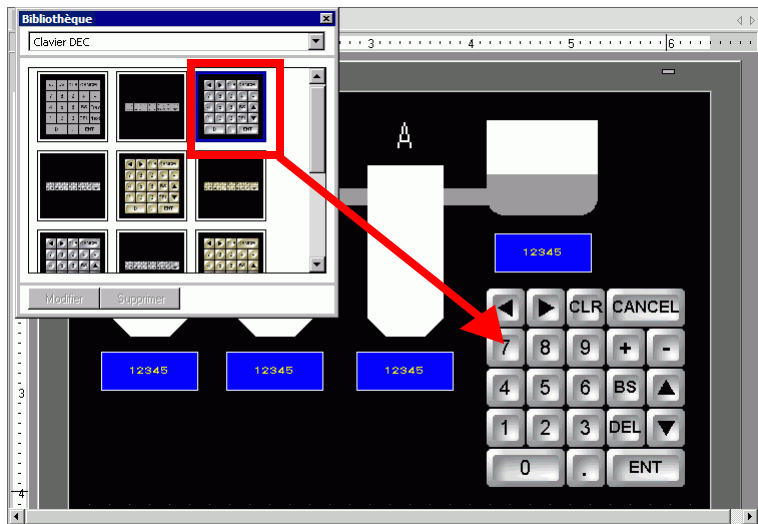 Bibliothèque
Clavier DEC
3 4 5 6
A
12345
Modifier Supprimer
CLR CANCEL
7 8 9 + -
12345 12345 12345
4 5 6 BS
3
1 2 3 DEL
0 . ENT
4